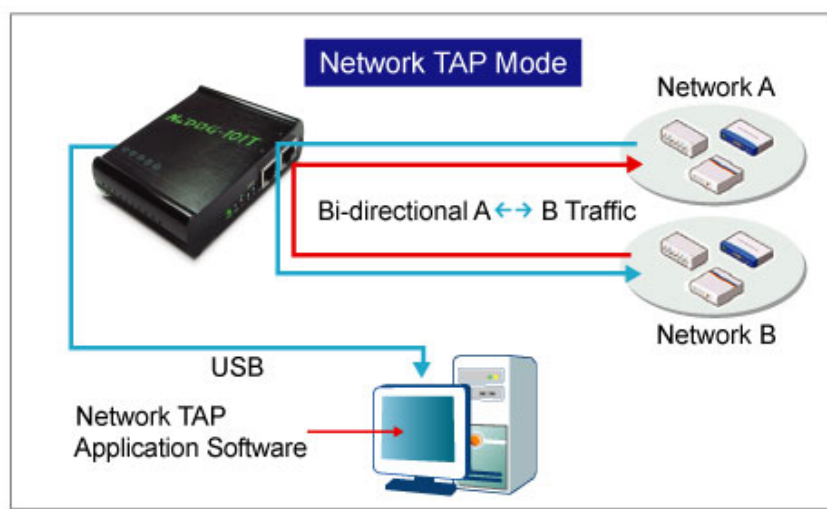 Network TAP Mode
Network A
Bi-directional A ↔ B Traffic
Network B
USB
Network TAP
Application Software